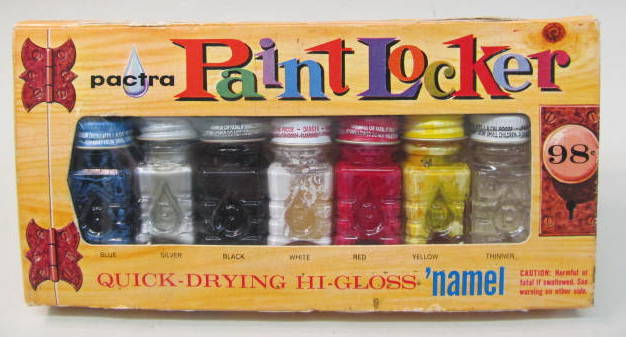 pactra
Paint Locker
98¢
BLUE
SILVER
BLACK
WHITE
RED
YELLOW
THINNER
QUICK-DRYING HI-GLOSS 'namel
CAUTION: Harmful or
fatal if swallowed. See
warning on other side.